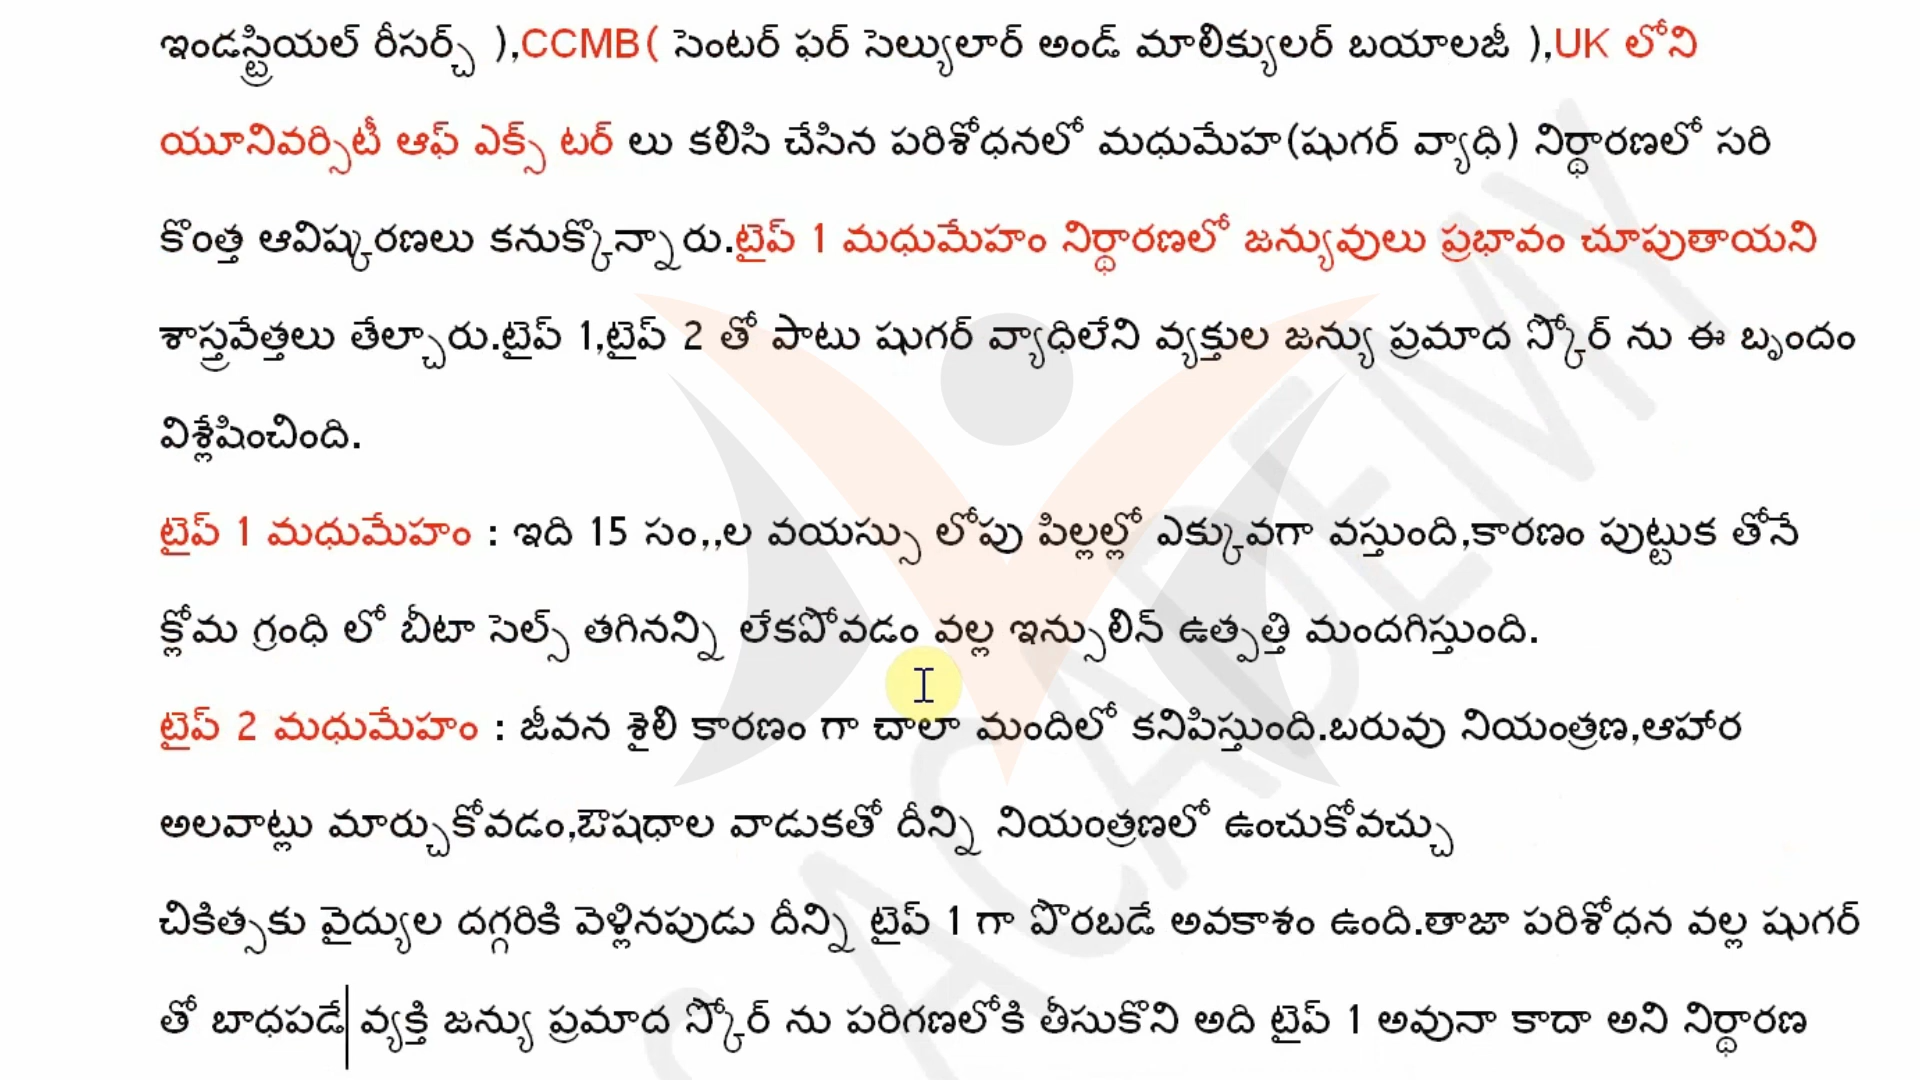 ఇండస్ట్రియల్ రీసర్చ్ ),CCMB( సెంటర్ ఫర్ సెల్యులార్ అండ్ మాలిక్యులర్ బయాలజీ ),UK లోని
యూనివర్సిటీ ఆఫ్ ఎక్స్ టర్ లు కలిసి చేసిన పరిశోధనలో మధుమేహ(షుగర్ వ్యాధి) నిర్ధారణలో సరి
కొంత్త ఆవిష్కరణలు కనుక్కొన్నారు.టైప్ 1 మధుమేహం నిర్ధారణలో జన్యువులు ప్రభావం చూపుతాయని
శాస్త్రవేత్తలు తేల్చారు.టైప్ 1,టైప్ 2 తో పాటు షుగర్ వ్యాధిలేని వ్యక్తుల జన్యు ప్రమాద స్కోర్ ను ఈ బృందం
విశ్లేషించింది.
టైప్ 1 మధుమేహం : ఇది 15 సం,,ల వయస్సు లోపు పిల్లల్లో ఎక్కువగా వస్తుంది,కారణం పుట్టుక తోనే
క్లోమ గ్రంధి లో బీటా సెల్స్ తగినన్ని లేకపోవడం వల్ల ఇన్సులిన్ ఉత్పత్తి మందగిస్తుంది.
టైప్ 2 మధుమేహం : జీవన శైలి కారణం గా చాలా మందిలో కనిపిస్తుంది.బరువు నియంత్రణ,ఆహార
అలవాట్లు మార్చుకోవడం,ఔషధాల వాడుకతో దీన్ని నియంత్రణలో ఉంచుకోవచ్చు
చికిత్సకు వైద్యుల దగ్గరికి వెళ్లినపుడు దీన్ని టైప్ 1 గా పొరబడే అవకాశం ఉంది.తాజా పరిశోధన వల్ల షుగర్
తో బాధపడే వ్యక్తి జన్యు ప్రమాద స్కోర్ ను పరిగణలోకి తీసుకొని అది టైప్ 1 అవునా కాదా అని నిర్ధారణ
ACADEMY